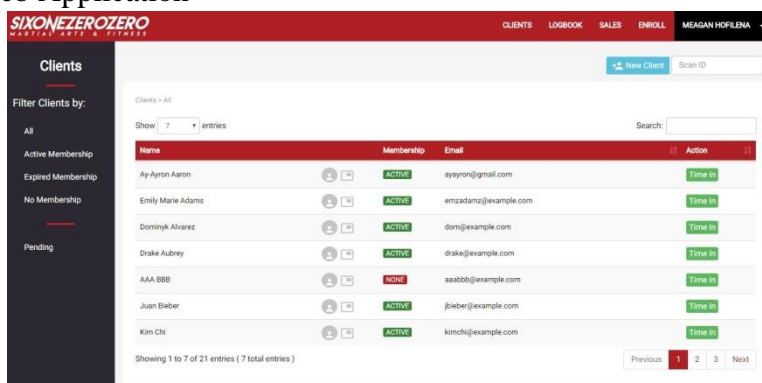 Application
SIXONEZEROZERO
MARTIAL ARTS & FITNESS
CLIENTS LOGBOOK SALES ENROLL MEAGAN HOFILENA
Clients
New Client Scan ID
Filter Clients by:
Clients > All
All
Show 7 entries Search:
Active Membership
Name Membership Email Action
Expired Membership
Ay-Ayron Aaron ACTIVE ayayron@gmail.com Time In
No Membership
Emily Marie Adams ACTIVE emzadamz@example.com Time In
Dominyk Alvarez ACTIVE dom@example.com Time In
Pending
Drake Aubrey ACTIVE drake@example.com Time In
AAA BBB NONE aaabbb@example.com Time In
Juan Bieber ACTIVE jbieber@example.com Time In
Kim Chi ACTIVE kimchi@example.com Time In
Showing 1 to 7 of 21 entries ( 7 total entries ) Previous 1 2 3 Next